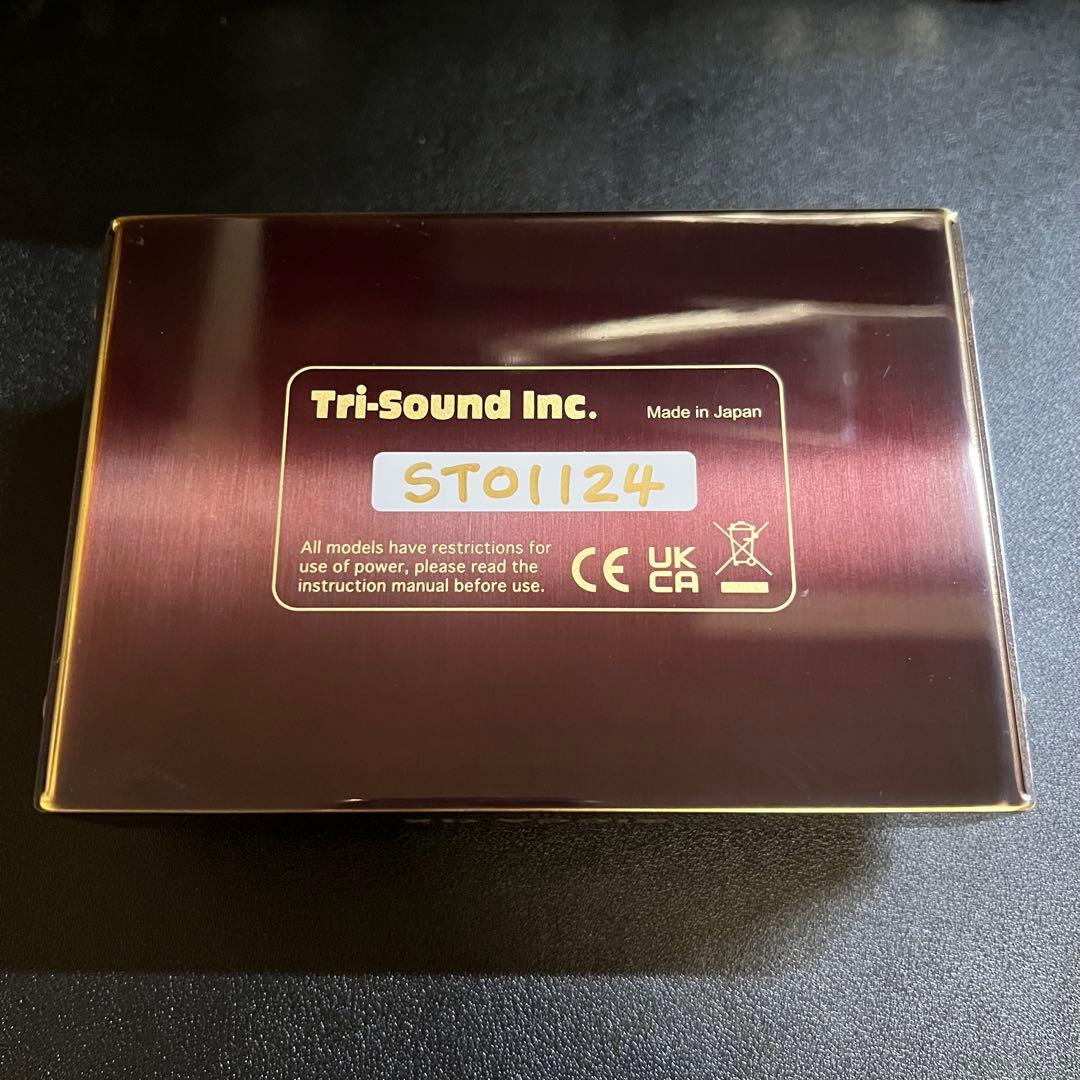 Tri-Sound Inc. Made in Japan
ST01124
All models have restrictions for
use of power, please read the
instruction manual before use.
CE UK
CA